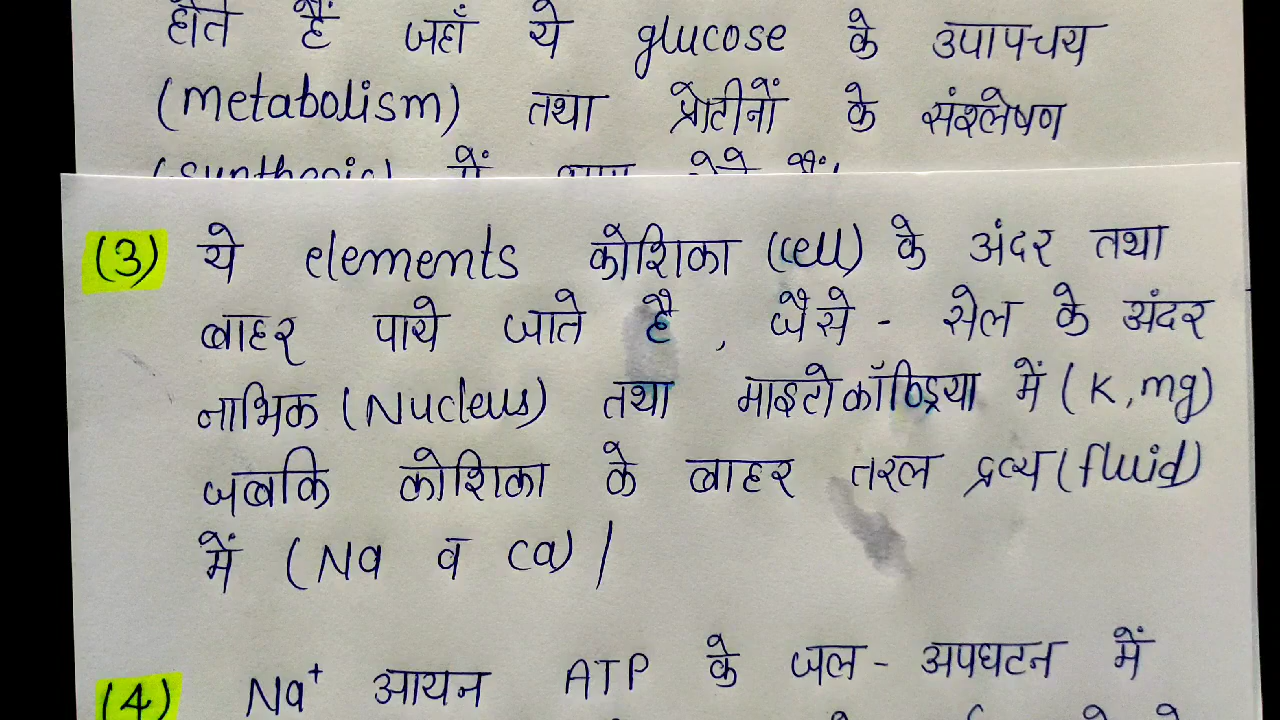 होते हैं जहाँ ये glucose के उपापचय
(metabolism) तथा प्रोटीनों के संश्लेषण
(synthesis) में
(3) ये elements कोशिका (cell) के अंदर तथा
बाहर पाये जाते है , जैसे - सेल के अंदर
नाभिक (Nucleus) तथा माइटोकॉण्ड्रिया में (K, mg)
जबकि कोशिका के बाहर तरल द्रव्य (fluid)
में (Na व Ca) |
(4) Na⁺ आयन ATP के जल - अपघटन में